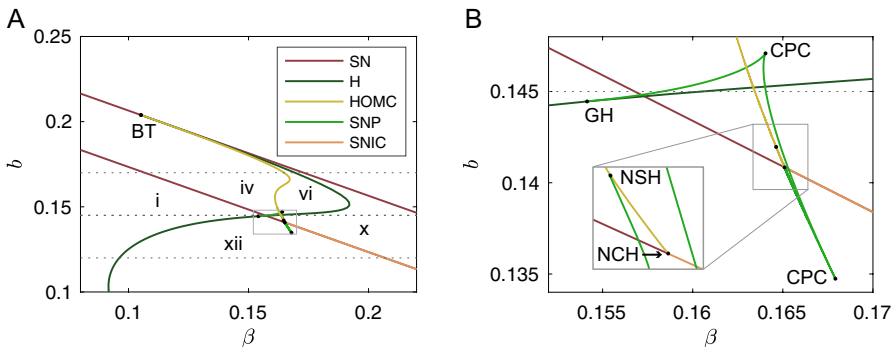 A
0.25
0.2
0.15
0.1
b
SN
H
HOMC
SNP
SNIC
BT
i
iv
vi
x
xii
0.1
0.15
0.2
β
B
0.145
0.14
0.135
b
CPC
GH
NSH
NCH
CPC
0.155
0.16
0.165
0.17
β